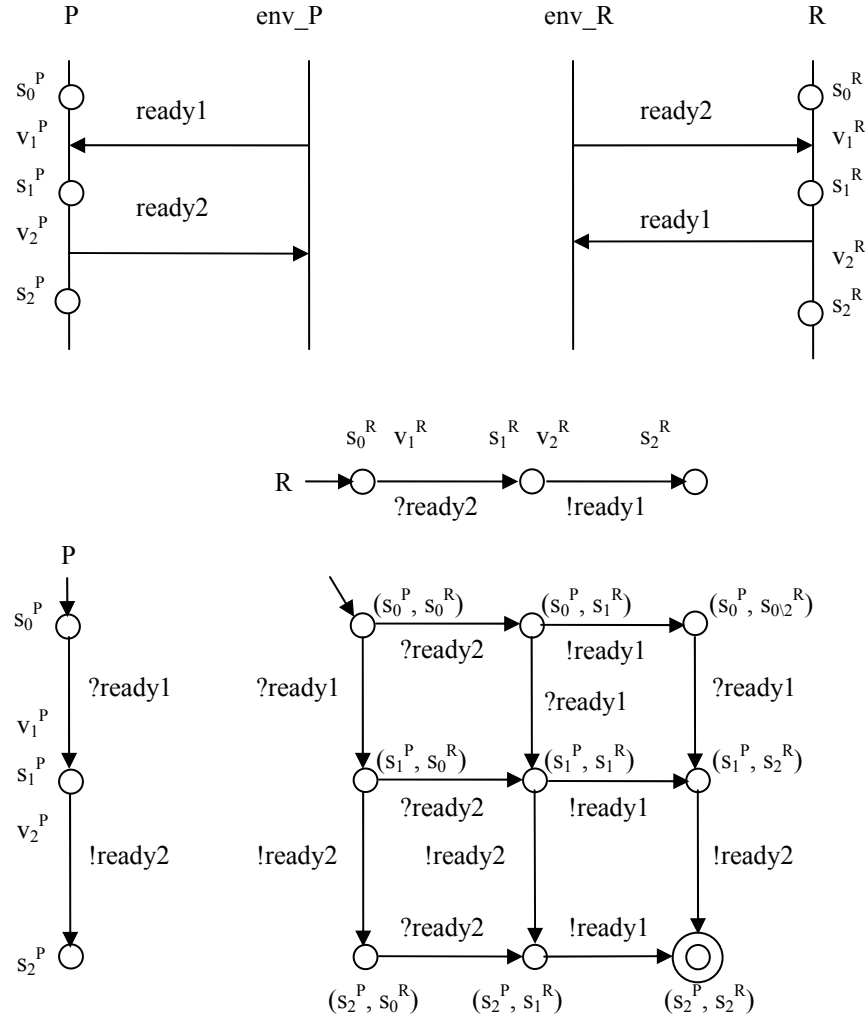 P env_P env_R R
s₀ᴾ s₀ᴿ
ready1 ready2
v₁ᴾ v₁ᴿ
s₁ᴾ s₁ᴿ
ready2 ready1
v₂ᴾ v₂ᴿ
s₂ᴾ s₂ᴿ
s₀ᴿ v₁ᴿ s₁ᴿ v₂ᴿ s₂ᴿ
R
?ready2 !ready1
P
s₀ᴾ (s₀ᴾ, s₀ᴿ) (s₀ᴾ, s₁ᴿ) (s₀ᴾ, s₀\₂ᴿ)
?ready2 !ready1
?ready1 ?ready1 ?ready1 ?ready1
v₁ᴾ
s₁ᴾ (s₁ᴾ, s₀ᴿ) (s₁ᴾ, s₁ᴿ) (s₁ᴾ, s₂ᴿ)
?ready2 !ready1
v₂ᴾ
!ready2 !ready2 !ready2 !ready2
?ready2 !ready1
s₂ᴾ
(s₂ᴾ, s₀ᴿ) (s₂ᴾ, s₁ᴿ) (s₂ᴾ, s₂ᴿ)